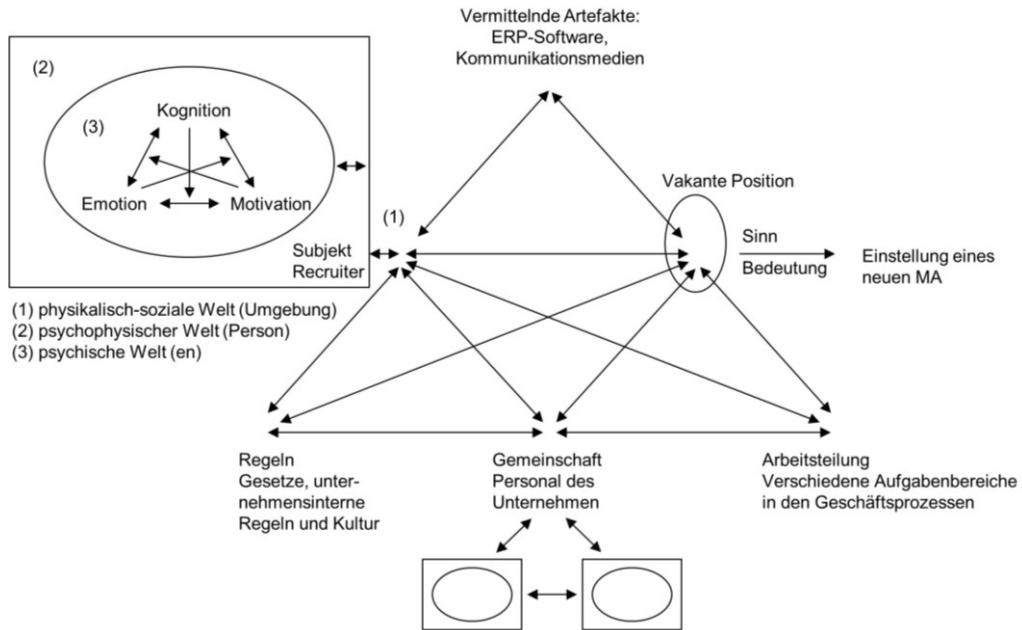 Vermittelnde Artefakte:
ERP-Software,
Kommunikationsmedien
(2)
Kognition
(3)
Emotion
Motivation
Vakante Position
(1)
Subjekt
Recruiter
Sinn
Bedeutung
Einstellung eines
neuen MA
(1) physikalisch-soziale Welt (Umgebung)
(2) psychophysischer Welt (Person)
(3) psychische Welt (en)
Regeln
Gesetze, unter-
nehmensinterne
Regeln und Kultur
Gemeinschaft
Personal des
Unternehmen
Arbeitsteilung
Verschiedene Aufgabenbereiche
in den Geschäftsprozessen